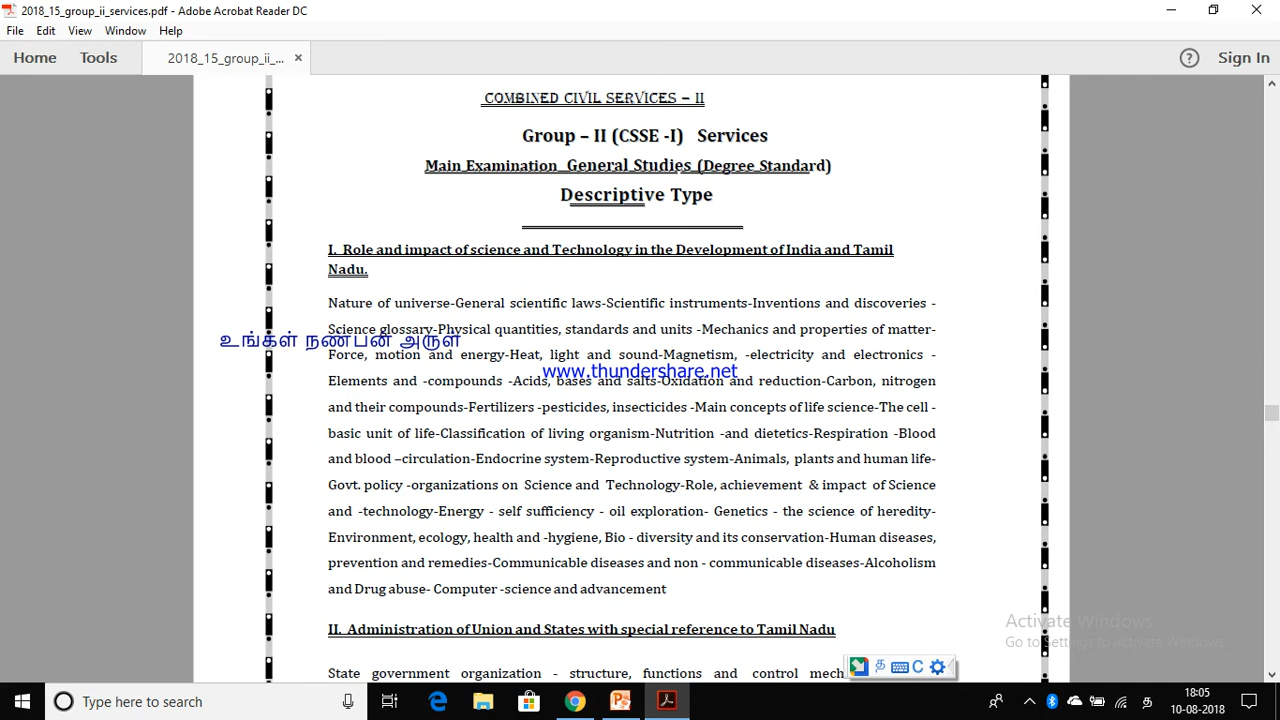 2018_15_group_ii_services.pdf - Adobe Acrobat Reader DC
File Edit View Window Help
Home Tools 2018_15_group_ii_... × Sign In
COMBINED CIVIL SERVICES – II
Group – II (CSSE -I) Services
Main Examination General Studies (Degree Standard)
Descriptive Type
I. Role and impact of science and Technology in the Development of India and Tamil
Nadu.
Nature of universe-General scientific laws-Scientific instruments-Inventions and discoveries -
Science glossary-Physical quantities, standards and units -Mechanics and properties of matter-
உங்கள் நண்பன் அருள்
Force, motion and energy-Heat, light and sound-Magnetism, -electricity and electronics -
www.thundershare.net
Elements and -compounds -Acids, bases and salts-Oxidation and reduction-Carbon, nitrogen
and their compounds-Fertilizers -pesticides, insecticides -Main concepts of life science-The cell -
basic unit of life-Classification of living organism-Nutrition -and dietetics-Respiration -Blood
and blood –circulation-Endocrine system-Reproductive system-Animals, plants and human life-
Govt. policy -organizations on Science and Technology-Role, achievement & impact of Science
and -technology-Energy - self sufficiency - oil exploration- Genetics - the science of heredity-
Environment, ecology, health and -hygiene, Bio - diversity and its conservation-Human diseases,
prevention and remedies-Communicable diseases and non - communicable diseases-Alcoholism
and Drug abuse- Computer -science and advancement
Activate Windows
II. Administration of Union and States with special reference to Tamil Nadu
Go to Settings to activate Windows.
State government organization - structure, functions and control
Type here to search
18:05
10-08-2018